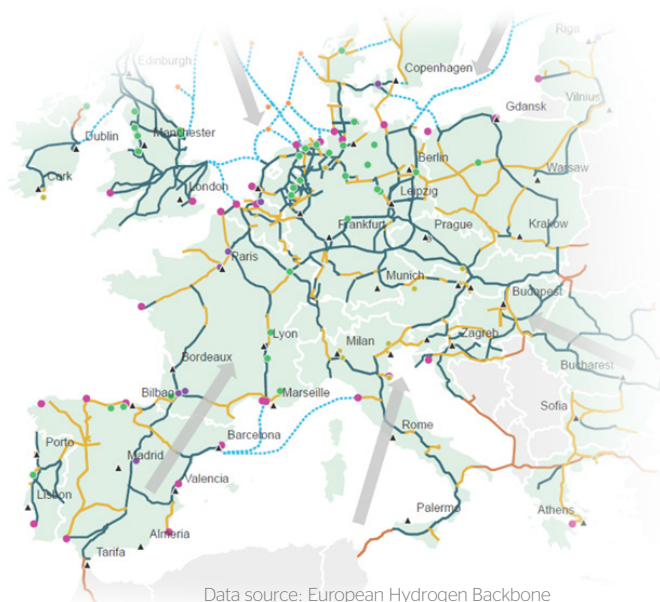 Riga
Edinburgh
Copenhagen
Vilnius
Gdansk
Dublin
Manchester
Berlin
Warsaw
Cork
London
Leipzig
Frankfurt
Prague
Krakow
Paris
Munich
Budapest
Lyon
Milan
Zagreb
Bordeaux
Bucharest
Bilbao
Marseille
Sofia
Porto
Barcelona
Rome
Madrid
Lisbon
Valencia
Palermo
Athens
Almeria
Tarifa
Data source: European Hydrogen Backbone